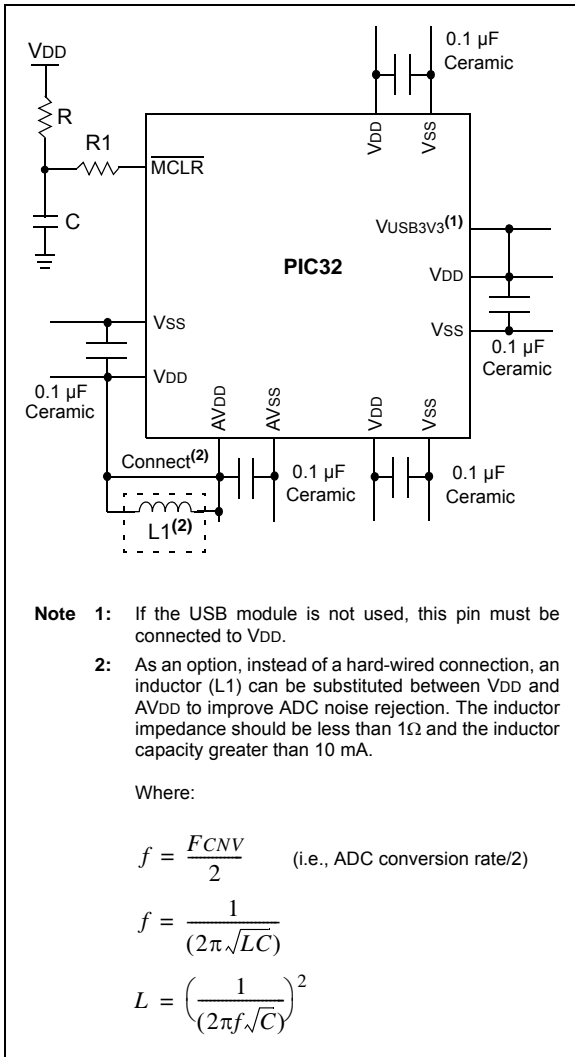 VDD
R
R1
C
MCLR
0.1 µF
Ceramic
VDD
VSS
VUSB3V3(1)
VDD
VSS
PIC32
0.1 µF
Ceramic
VSS
VDD
0.1 µF
Ceramic
AVDD
AVSS
VDD
VSS
Connect(2)
L1(2)
0.1 µF
Ceramic
0.1 µF
Ceramic
Note 1: If the USB module is not used, this pin must be
connected to VDD.
2: As an option, instead of a hard-wired connection, an
inductor (L1) can be substituted between VDD and
AVDD to improve ADC noise rejection. The inductor
impedance should be less than 1Ω and the inductor
capacity greater than 10 mA.
Where:
f = FCNV / 2 (i.e., ADC conversion rate/2)
f = 1 / (2π√LC)
L = (1 / (2πf√C))²